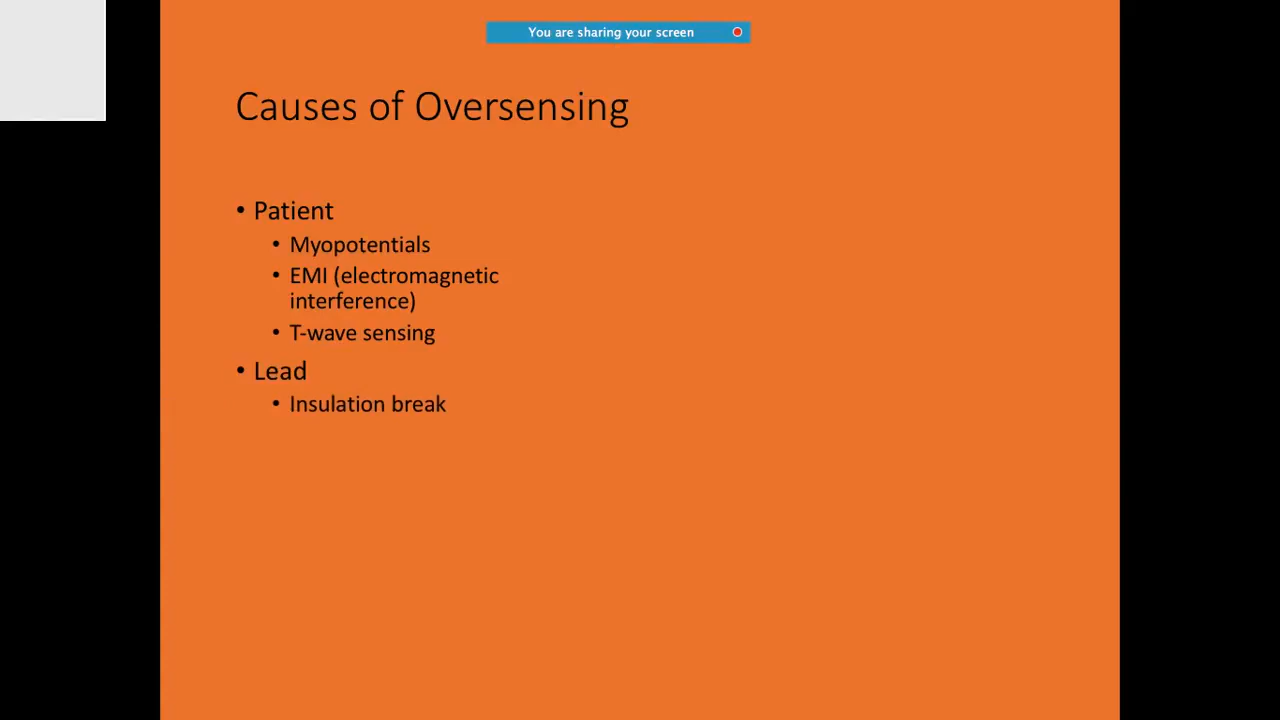 You are sharing your screen
Causes of Oversensing
• Patient
• Myopotentials
• EMI (electromagnetic
interference)
• T-wave sensing
• Lead
• Insulation break